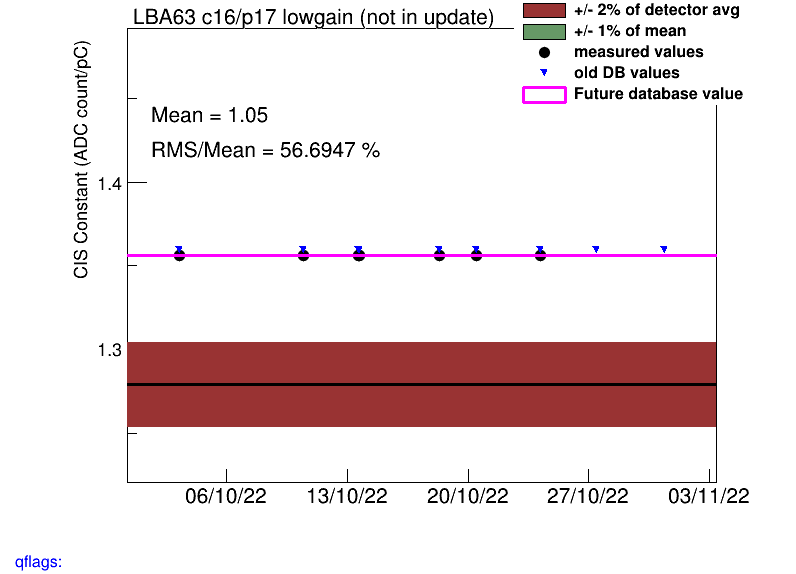 LBA63 c16/p17 lowgain (not in update)
+/- 2% of detector avg
+/- 1% of mean
measured values
old DB values
Future database value
CIS Constant (ADC count/pC)
Mean = 1.05
RMS/Mean = 56.6947 %
1.4
1.3
06/10/22 13/10/22 20/10/22 27/10/22 03/11/22
qflags: